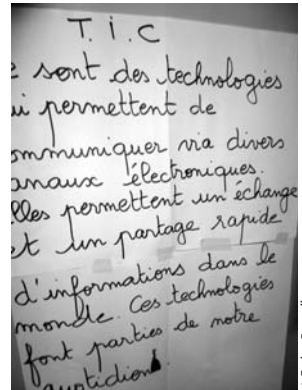 T.i.C
e sont des technologies
ui permettent de
ommuniquer via divers
anaux électroniques.
lles permettent un échange
et un partage rapide
d'informations dans le
monde. Ces technologies
font parties de notre
quotidien